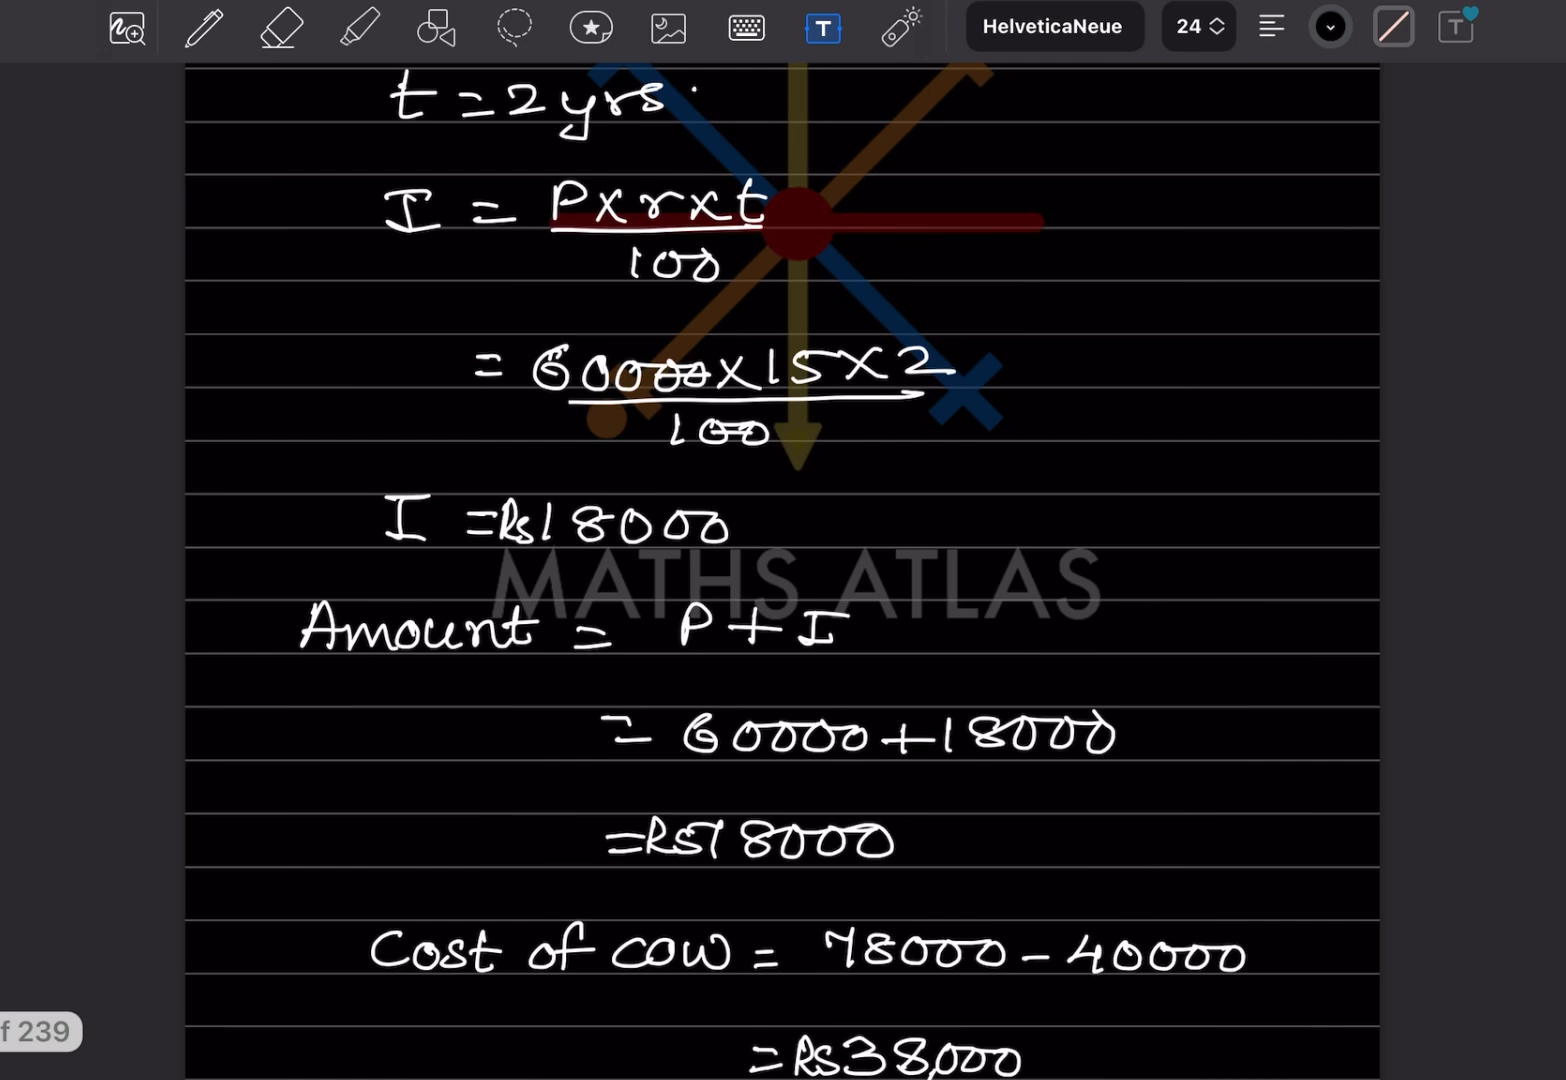 HelveticaNeue 24
t = 2 yrs.
I = P x r x t
100
= 60000 x 15 x 2
100
I = Rs 18000
MATHS ATLAS
Amount = P + I
= 60000 + 18000
= Rs 78000
Cost of cow = 78000 - 40000
f 239
= Rs 38,000